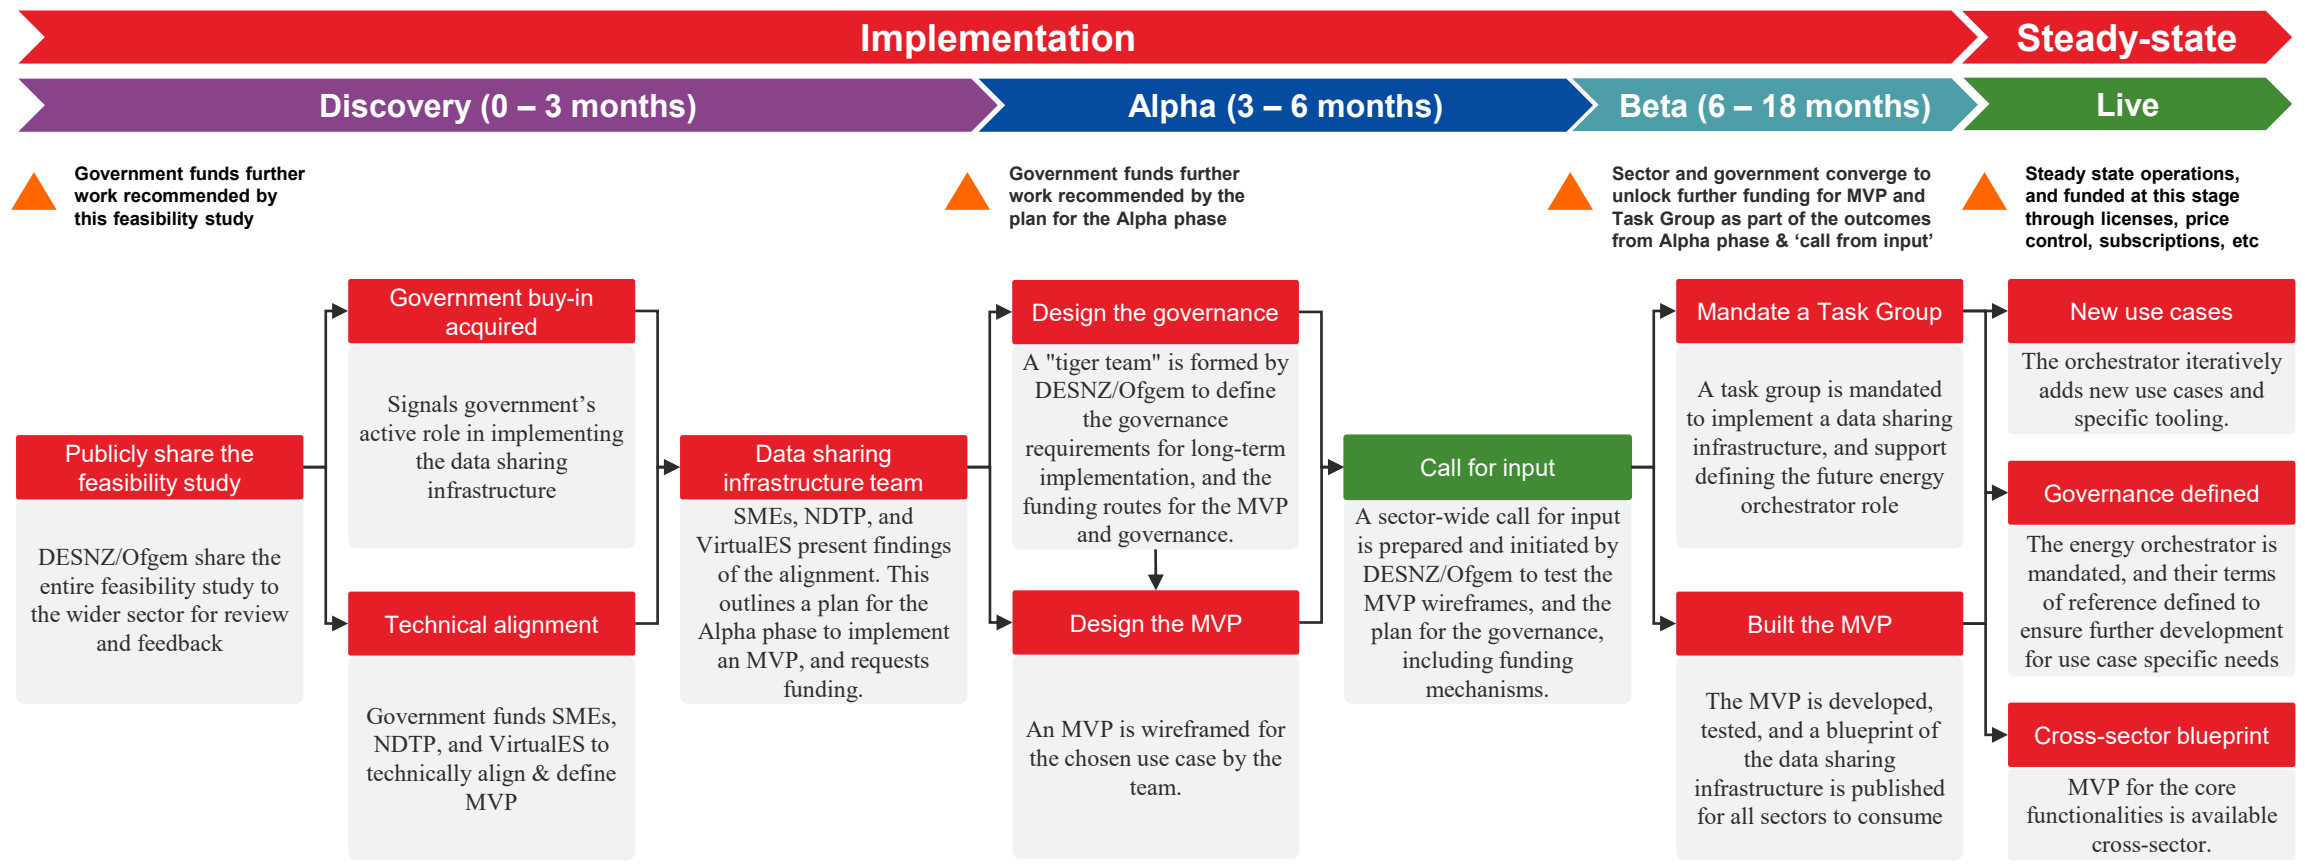 Implementation
Steady-state
Discovery (0 – 3 months)
Alpha (3 – 6 months)
Beta (6 – 18 months)
Live
Government funds further
work recommended by
this feasibility study
Government funds further
work recommended by the
plan for the Alpha phase
Sector and government converge to
unlock further funding for MVP and
Task Group as part of the outcomes
from Alpha phase & ‘call from input’
Steady state operations,
and funded at this stage
through licenses, price
control, subscriptions, etc
Publicly share the
feasibility study
DESNZ/Ofgem share the
entire feasibility study to
the wider sector for review
and feedback
Government buy-in
acquired
Signals government’s
active role in implementing
the data sharing
infrastructure
Technical alignment
Government funds SMEs,
NDTP, and VirtualES to
technically align & define
MVP
Data sharing
infrastructure team
SMEs, NDTP, and
VirtualES present findings
of the alignment. This
outlines a plan for the
Alpha phase to implement
an MVP, and requests
funding.
Design the governance
A "tiger team" is formed by
DESNZ/Ofgem to define
the governance
requirements for long-term
implementation, and the
funding routes for the MVP
and governance.
Design the MVP
An MVP is wireframed for
the chosen use case by the
team.
Call for input
A sector-wide call for input
is prepared and initiated by
DESNZ/Ofgem to test the
MVP wireframes, and the
plan for the governance,
including funding
mechanisms.
Mandate a Task Group
A task group is mandated
to implement a data sharing
infrastructure, and support
defining the future energy
orchestrator role
Built the MVP
The MVP is developed,
tested, and a blueprint of
the data sharing
infrastructure is published
for all sectors to consume
New use cases
The orchestrator iteratively
adds new use cases and
specific tooling.
Governance defined
The energy orchestrator is
mandated, and their terms
of reference defined to
ensure further development
for use case specific needs
Cross-sector blueprint
MVP for the core
functionalities is available
cross-sector.